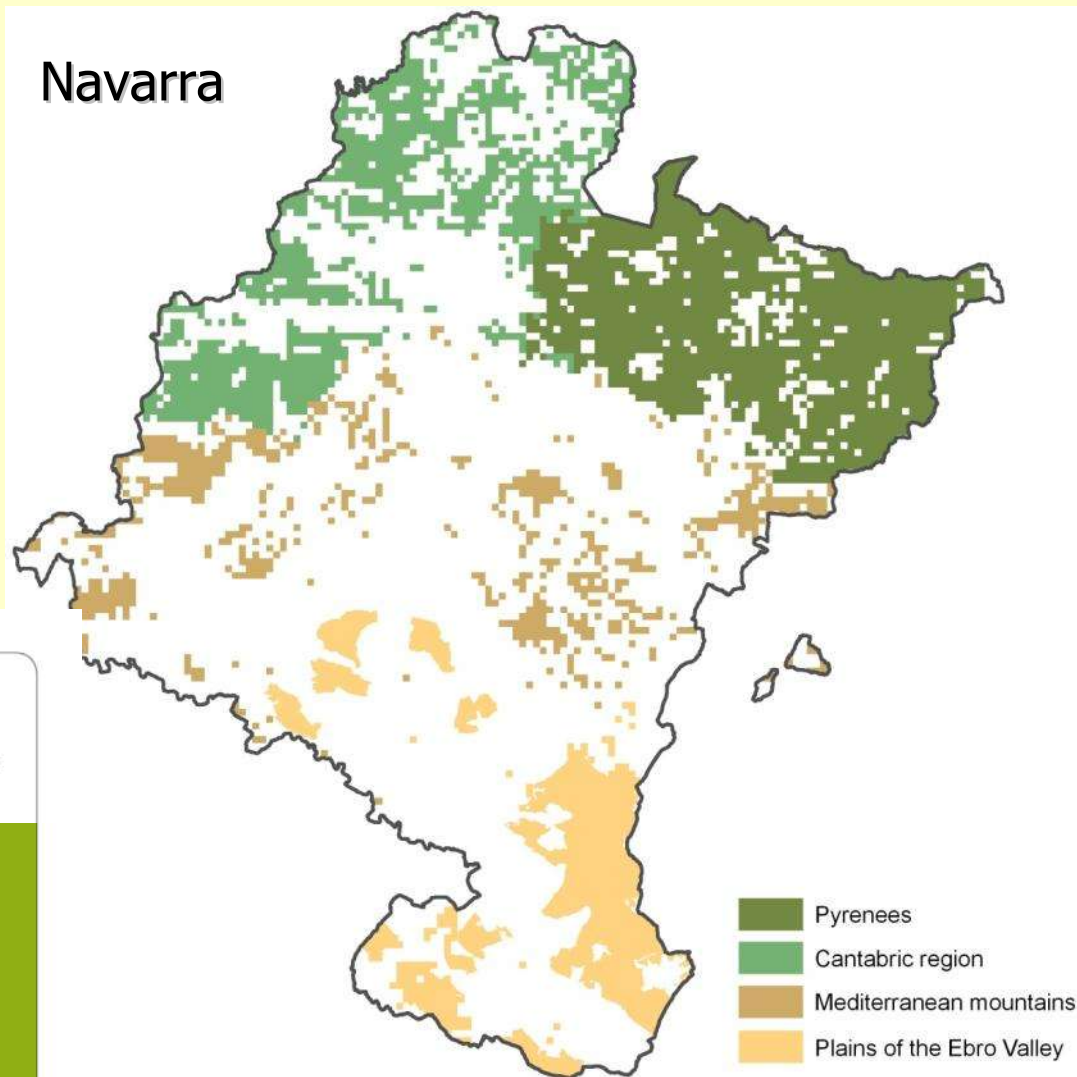 Navarra
Pyrenees
Cantabric region
Mediterranean mountains
Plains of the Ebro Valley